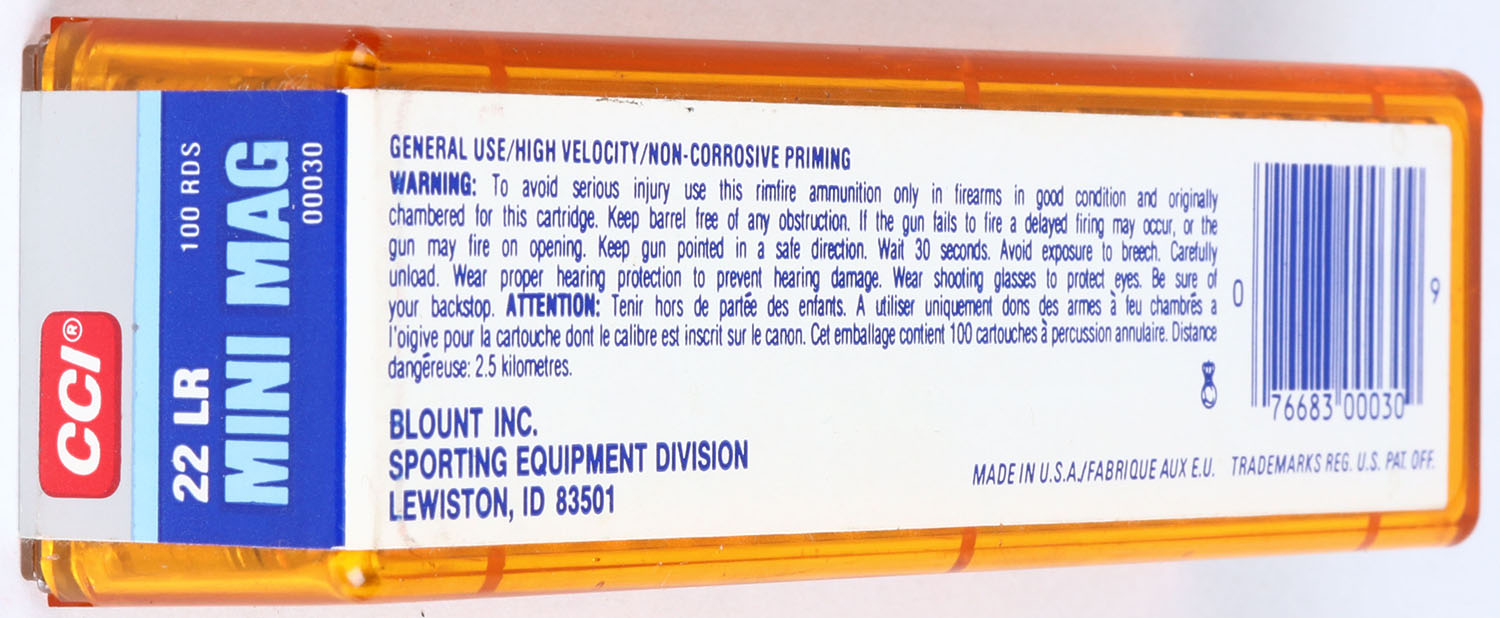 CCI®
22 LR 100 RDS
MINI MAG
00030
GENERAL USE/HIGH VELOCITY/NON-CORROSIVE PRIMING
WARNING: To avoid serious injury use this rimfire ammunition only in firearms in good condition and originally
chambered for this cartridge. Keep barrel free of any obstruction. If the gun fails to fire a delayed firing may occur, or the
gun may fire on opening. Keep gun pointed in a safe direction. Wait 30 seconds. Avoid exposure to breech. Carefully
unload. Wear proper hearing protection to prevent hearing damage. Wear shooting glasses to protect eyes. Be sure of
your backstop. ATTENTION: Tenir hors de partée des enfants. A utiliser uniquement dons des armes à feu chambrés a
l'oigive pour la cartouche dont le calibre est inscrit sur le canon. Cet emballage contient 100 cartouches à percussion annulaire. Distance
dangéreuse: 2.5 kilometres.
BLOUNT INC.
SPORTING EQUIPMENT DIVISION
LEWISTON, ID 83501
0 76683 00030 9
MADE IN U.S.A./FABRIQUE AUX E.U. TRADEMARKS REG. U.S. PAT. OFF.